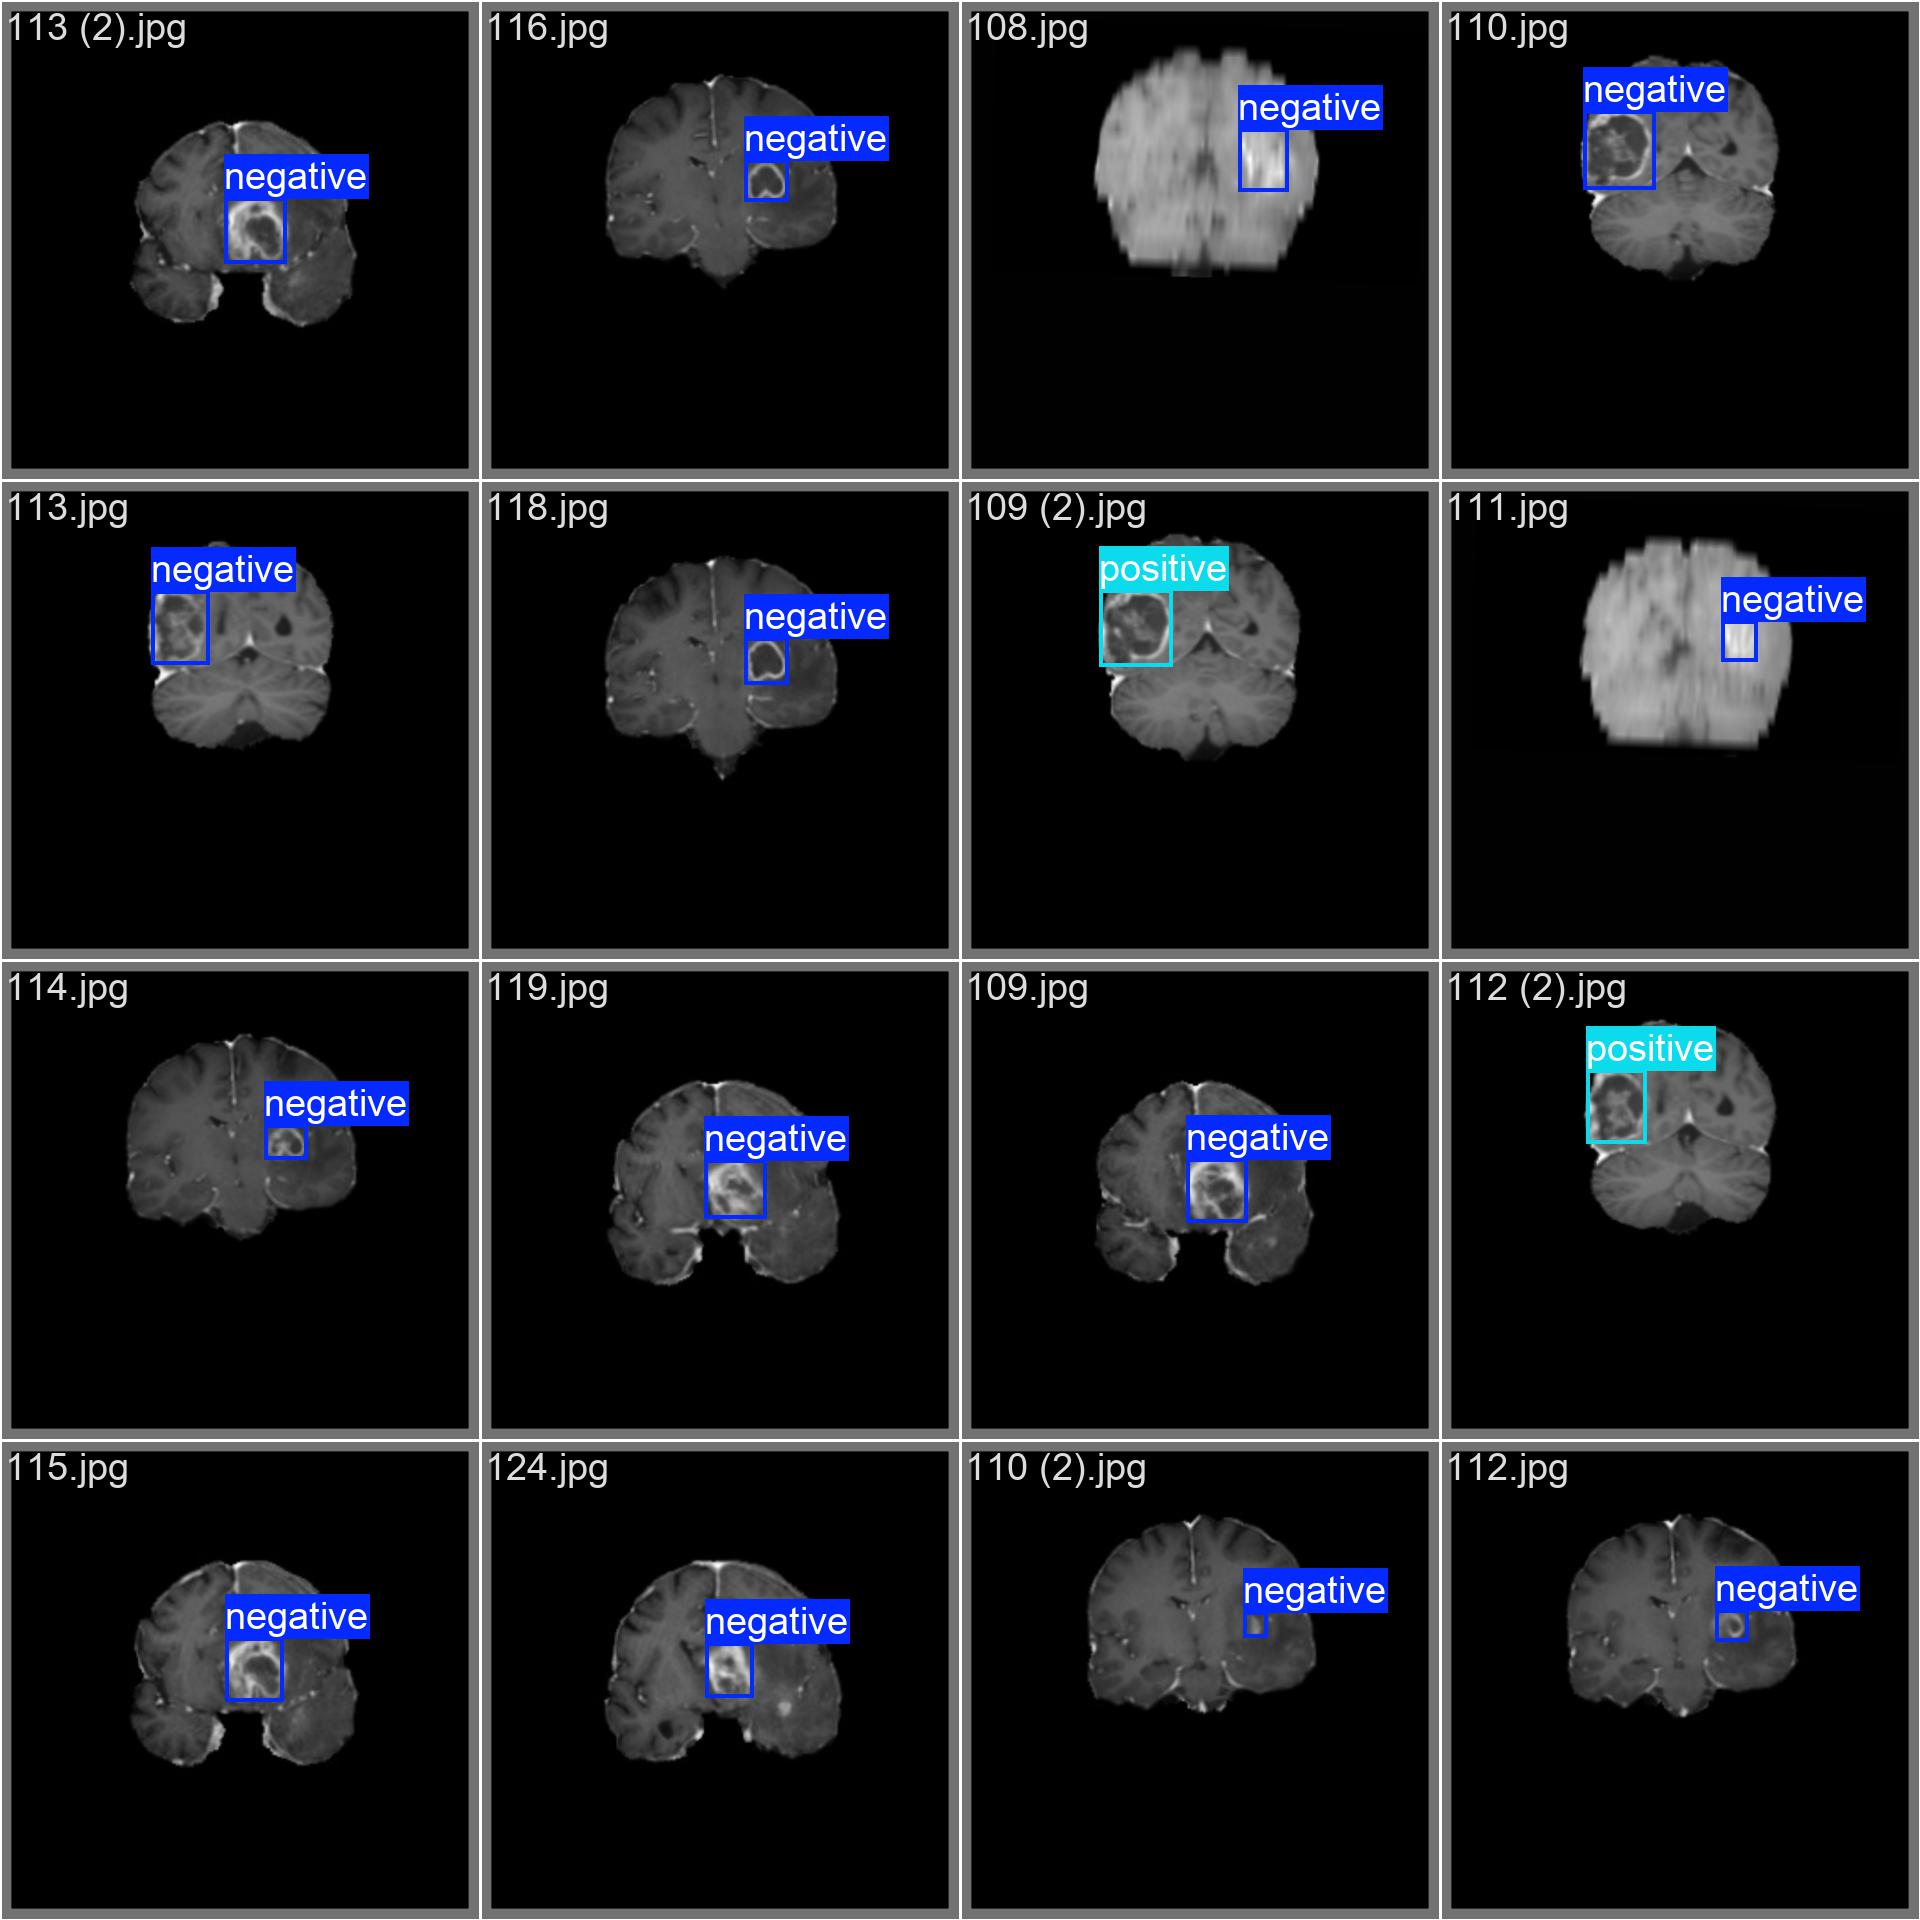 113 (2).jpg
negative
116.jpg
negative
108.jpg
negative
110.jpg
negative
113.jpg
negative
118.jpg
negative
109 (2).jpg
positive
111.jpg
negative
114.jpg
negative
119.jpg
negative
109.jpg
negative
112 (2).jpg
positive
115.jpg
negative
124.jpg
negative
110 (2).jpg
negative
112.jpg
negative